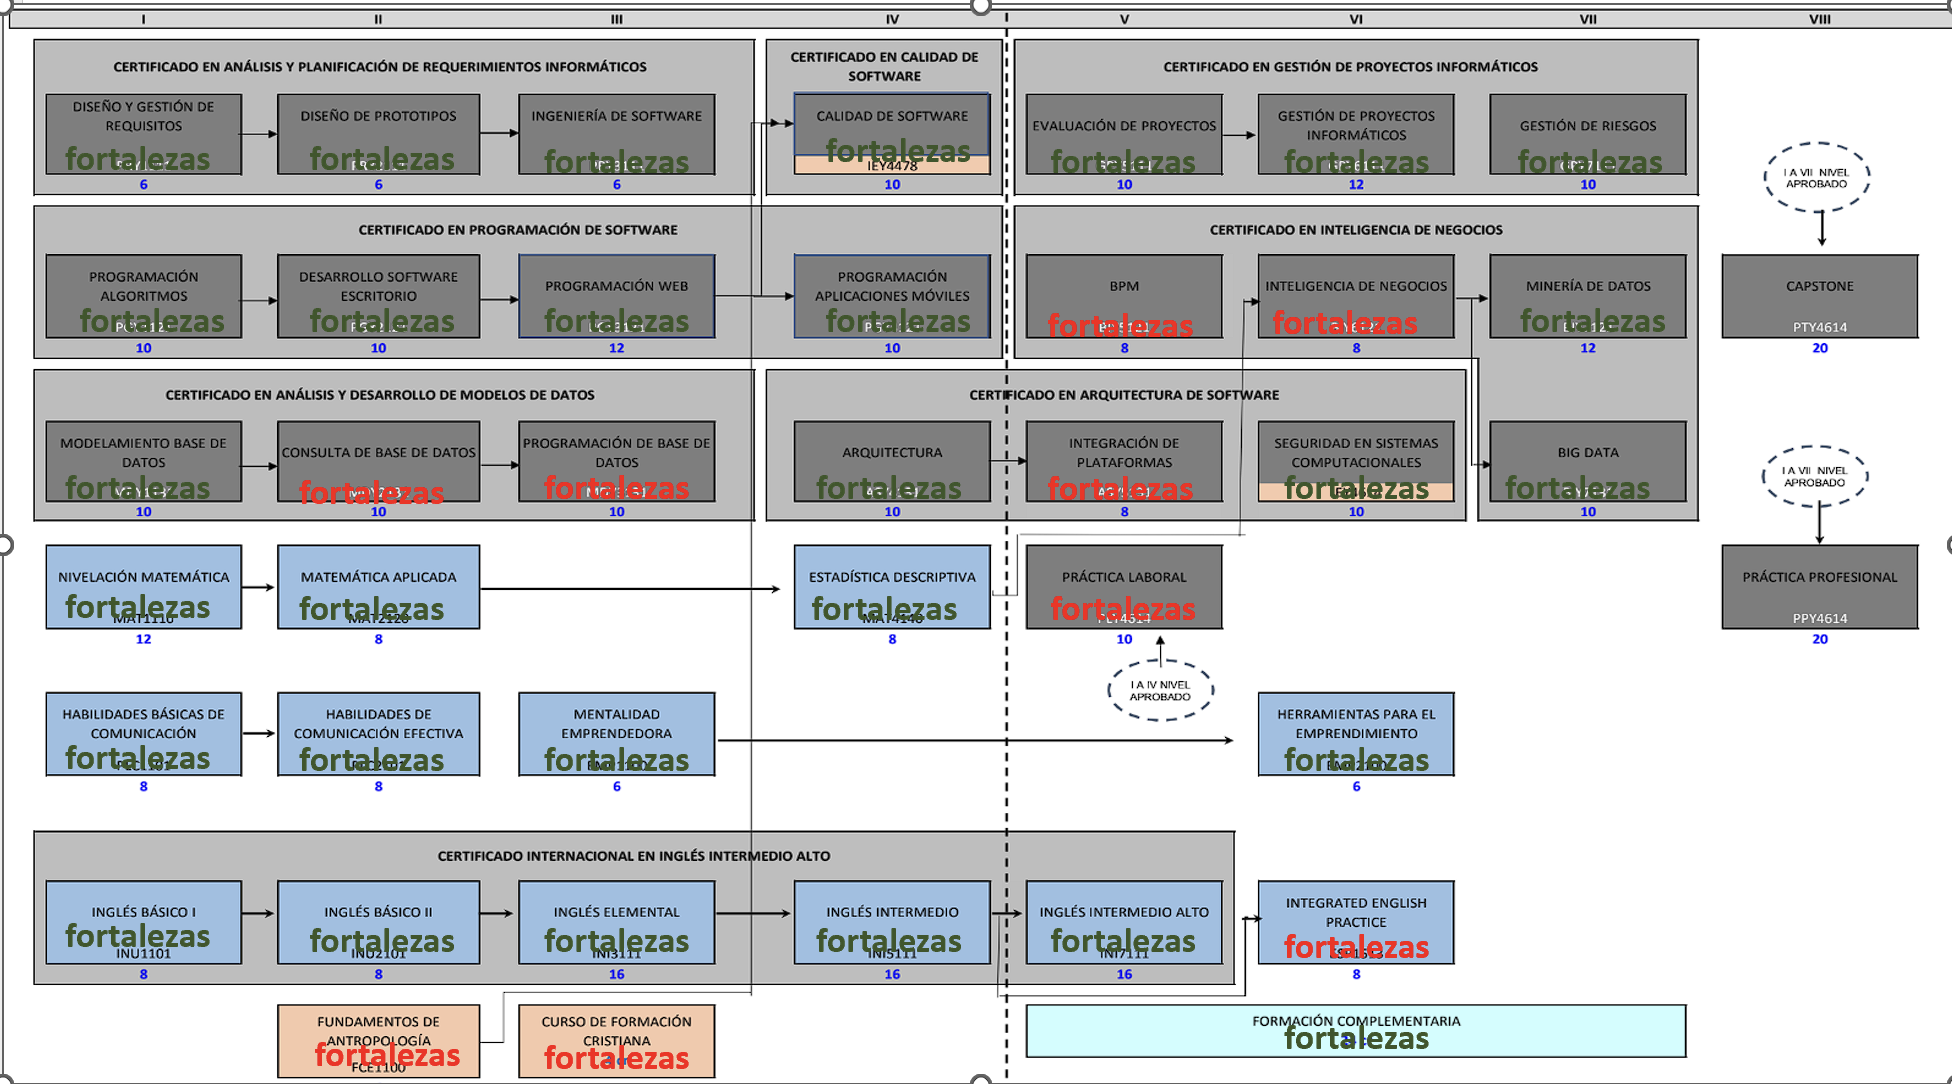 I II III IV V VI VII VIII
CERTIFICADO EN ANÁLISIS Y PLANIFICACIÓN DE REQUERIMIENTOS INFORMÁTICOS
DISEÑO Y GESTIÓN DE
REQUISITOS
fortalezas
6
DISEÑO DE PROTOTIPOS
fortalezas
6
INGENIERÍA DE SOFTWARE
fortalezas
6
CERTIFICADO EN CALIDAD DE
SOFTWARE
CALIDAD DE SOFTWARE
fortalezas
IEY4478
10
CERTIFICADO EN GESTIÓN DE PROYECTOS INFORMÁTICOS
EVALUACIÓN DE PROYECTOS
fortalezas
10
GESTIÓN DE PROYECTOS
INFORMÁTICOS
fortalezas
12
GESTIÓN DE RIESGOS
fortalezas
10
I A VII NIVEL
APROBADO
CERTIFICADO EN PROGRAMACIÓN DE SOFTWARE
PROGRAMACIÓN
ALGORITMOS
fortalezas
10
DESARROLLO SOFTWARE
ESCRITORIO
fortalezas
10
PROGRAMACIÓN WEB
fortalezas
12
PROGRAMACIÓN
APLICACIONES MÓVILES
fortalezas
10
CERTIFICADO EN INTELIGENCIA DE NEGOCIOS
BPM
fortalezas
8
INTELIGENCIA DE NEGOCIOS
fortalezas
8
MINERÍA DE DATOS
fortalezas
12
CAPSTONE
PTY4614
20
CERTIFICADO EN ANÁLISIS Y DESARROLLO DE MODELOS DE DATOS
MODELAMIENTO BASE DE
DATOS
fortalezas
10
CONSULTA DE BASE DE DATOS
fortalezas
10
PROGRAMACIÓN DE BASE DE
DATOS
fortalezas
10
CERTIFICADO EN ARQUITECTURA DE SOFTWARE
ARQUITECTURA
fortalezas
10
INTEGRACIÓN DE
PLATAFORMAS
fortalezas
8
SEGURIDAD EN SISTEMAS
COMPUTACIONALES
fortalezas
10
BIG DATA
fortalezas
10
I A VII NIVEL
APROBADO
NIVELACIÓN MATEMÁTICA
fortalezas
MAT1110
12
MATEMÁTICA APLICADA
fortalezas
MAT2120
8
ESTADÍSTICA DESCRIPTIVA
fortalezas
MAT4140
8
PRÁCTICA LABORAL
fortalezas
PLY4614
10
PRÁCTICA PROFESIONAL
PPY4614
20
I A IV NIVEL
APROBADO
HABILIDADES BÁSICAS DE
COMUNICACIÓN
fortalezas
8
HABILIDADES DE
COMUNICACIÓN EFECTIVA
fortalezas
8
MENTALIDAD
EMPRENDEDORA
fortalezas
6
HERRAMIENTAS PARA EL
EMPRENDIMIENTO
fortalezas
6
CERTIFICADO INTERNACIONAL EN INGLÉS INTERMEDIO ALTO
INGLÉS BÁSICO I
fortalezas
INU1101
8
INGLÉS BÁSICO II
fortalezas
INU2101
8
INGLÉS ELEMENTAL
fortalezas
INI3111
16
INGLÉS INTERMEDIO
fortalezas
INI5111
16
INGLÉS INTERMEDIO ALTO
fortalezas
INI7111
16
INTEGRATED ENGLISH
PRACTICE
fortalezas
8
FUNDAMENTOS DE
ANTROPOLOGÍA
fortalezas
FCE1100
CURSO DE FORMACIÓN
CRISTIANA
fortalezas
FORMACIÓN COMPLEMENTARIA
fortalezas